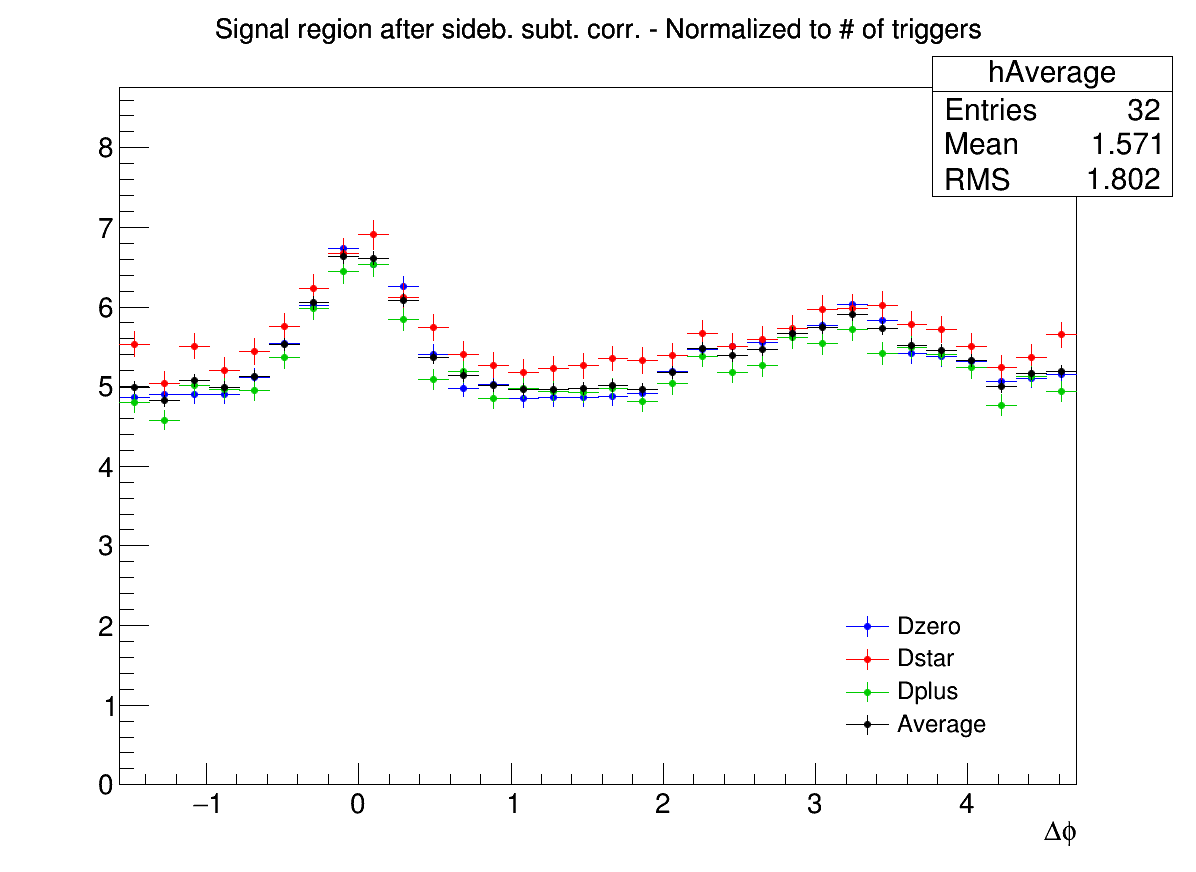 Signal region after sideb. subt. corr. - Normalized to # of triggers
hAverage
Entries 32
Mean 1.571
RMS 1.802
8
7
6
5
4
3
2
1
0
Dzero
Dstar
Dplus
Average
−1 0 1 2 3 4
Δϕ